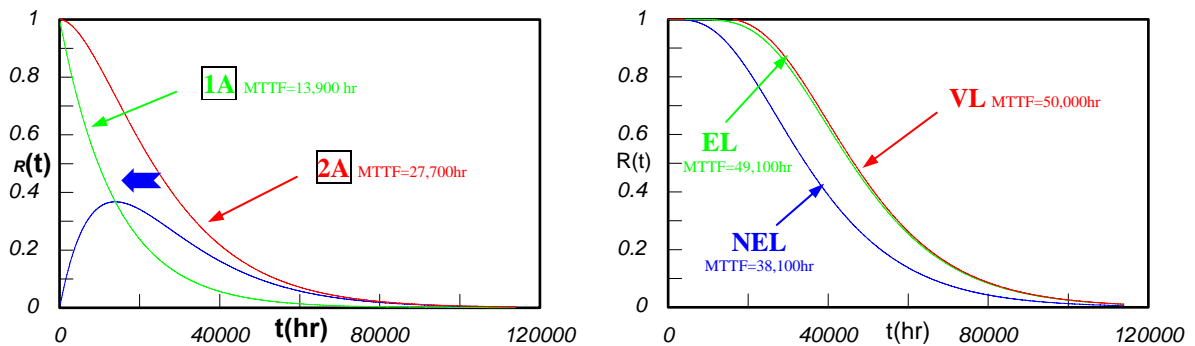 1
0.8
0.6
R(t)
0.4
0.2
0
0
40000
t(hr)
80000
120000
1A MTTF=13,900 hr
2A MTTF=27,700hr
1
0.8
0.6
R(t)
0.4
0.2
0
0
40000
t(hr)
80000
120000
VL MTTF=50,000hr
EL
MTTF=49,100hr
NEL
MTTF=38,100hr